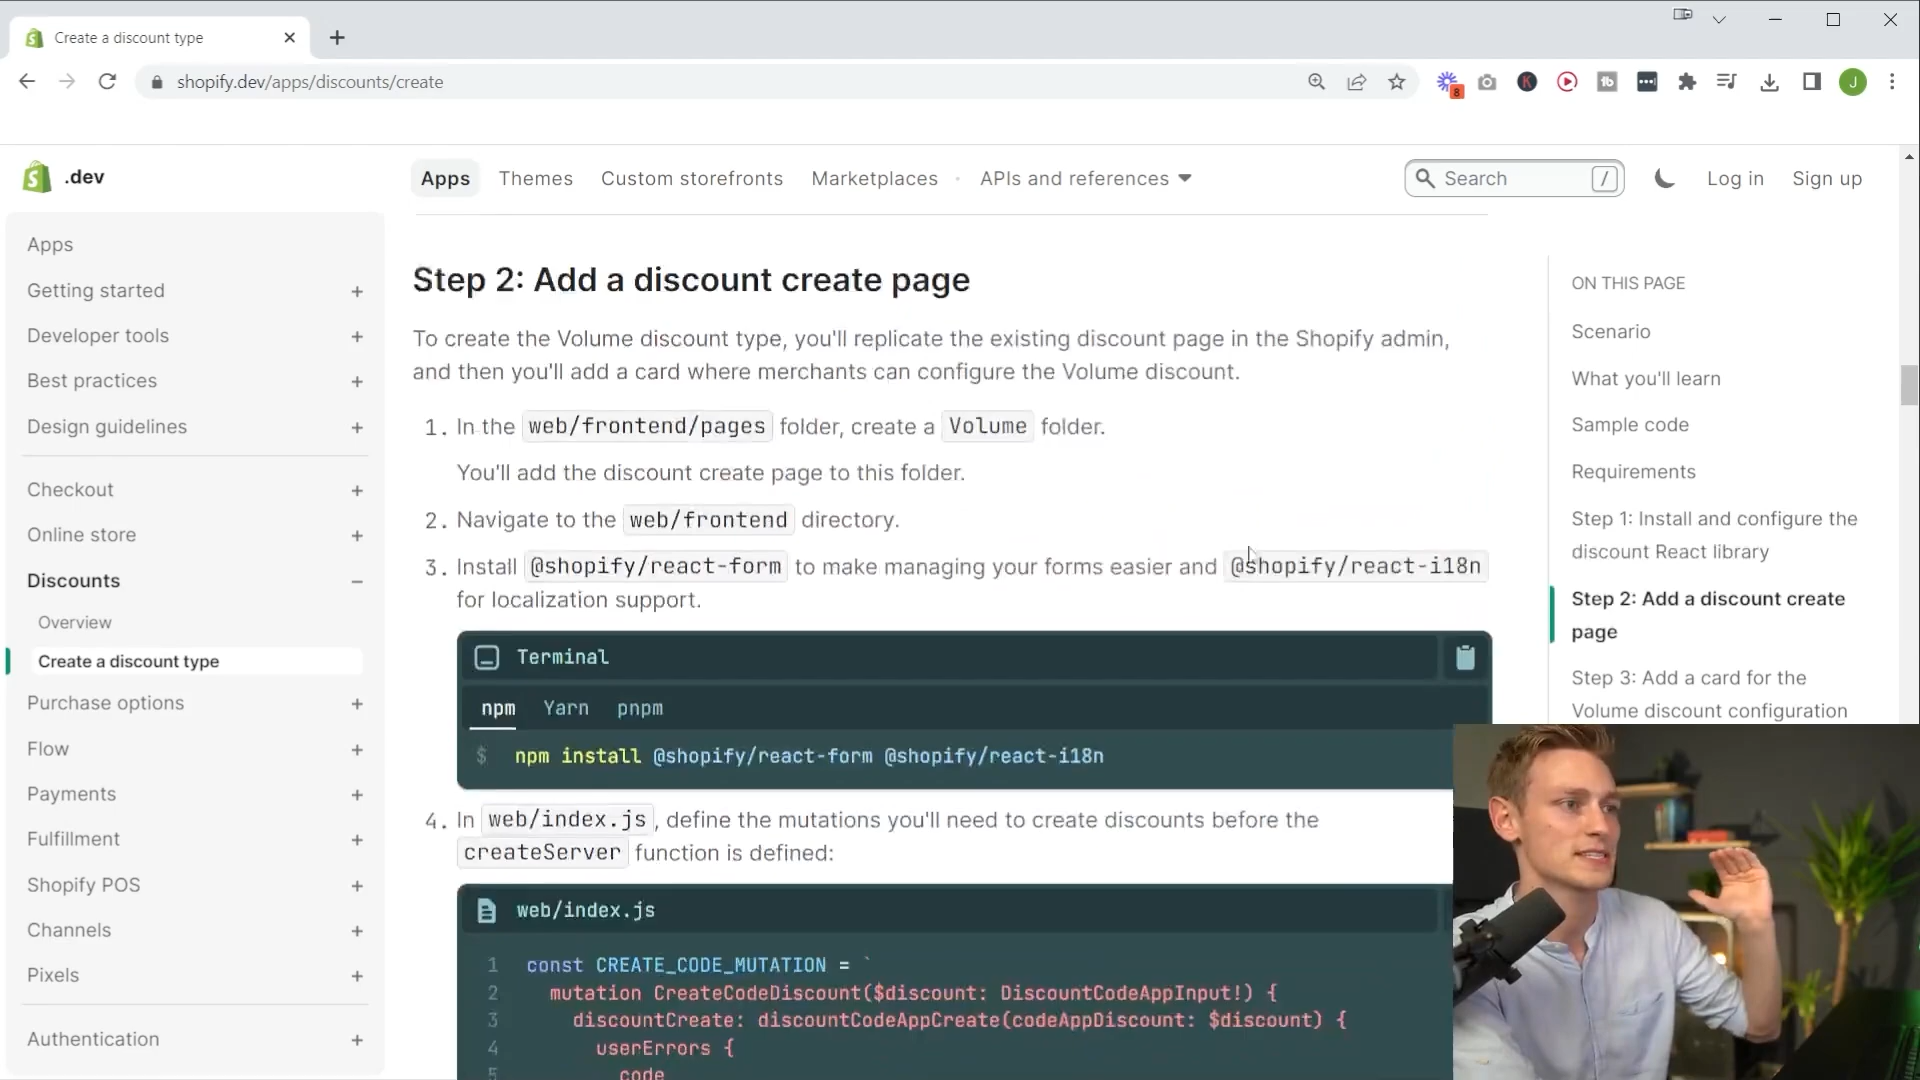 Create a discount type
shopify.dev/apps/discounts/create
8
J
.dev
Apps
Themes
Custom storefronts
Marketplaces
APIs and references
Search
/
Log in
Sign up
Apps
Getting started
Developer tools
Best practices
Design guidelines
Checkout
Online store
Discounts
Overview
Create a discount type
Purchase options
Flow
Payments
Fulfillment
Shopify POS
Channels
Pixels
Authentication
Step 2: Add a discount create page
To create the Volume discount type, you'll replicate the existing discount page in the Shopify admin,
and then you'll add a card where merchants can configure the Volume discount.
1. In the web/frontend/pages folder, create a Volume folder.
You'll add the discount create page to this folder.
2. Navigate to the web/frontend directory.
3. Install @shopify/react-form to make managing your forms easier and @shopify/react-i18n
for localization support.
Terminal
npm Yarn pnpm
$ npm install @shopify/react-form @shopify/react-i18n
4. In web/index.js, define the mutations you'll need to create discounts before the
createServer function is defined:
web/index.js
1 const CREATE_CODE_MUTATION = `
2 mutation CreateCodeDiscount($discount: DiscountCodeAppInput!) {
3 discountCreate: discountCodeAppCreate(codeAppDiscount: $discount) {
4 userErrors {
5 code
ON THIS PAGE
Scenario
What you'll learn
Sample code
Requirements
Step 1: Install and configure the
discount React library
Step 2: Add a discount create
page
Step 3: Add a card for the
Volume discount configuration